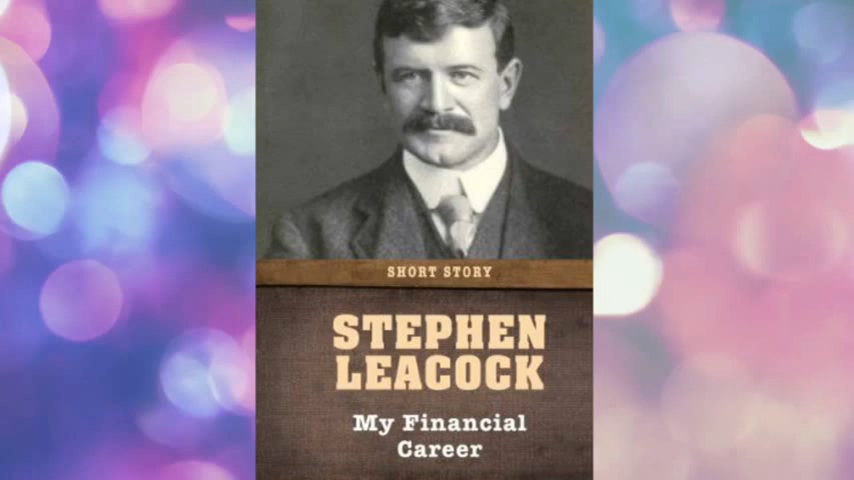 SHORT STORY
STEPHEN
LEACOCK
My Financial
Career